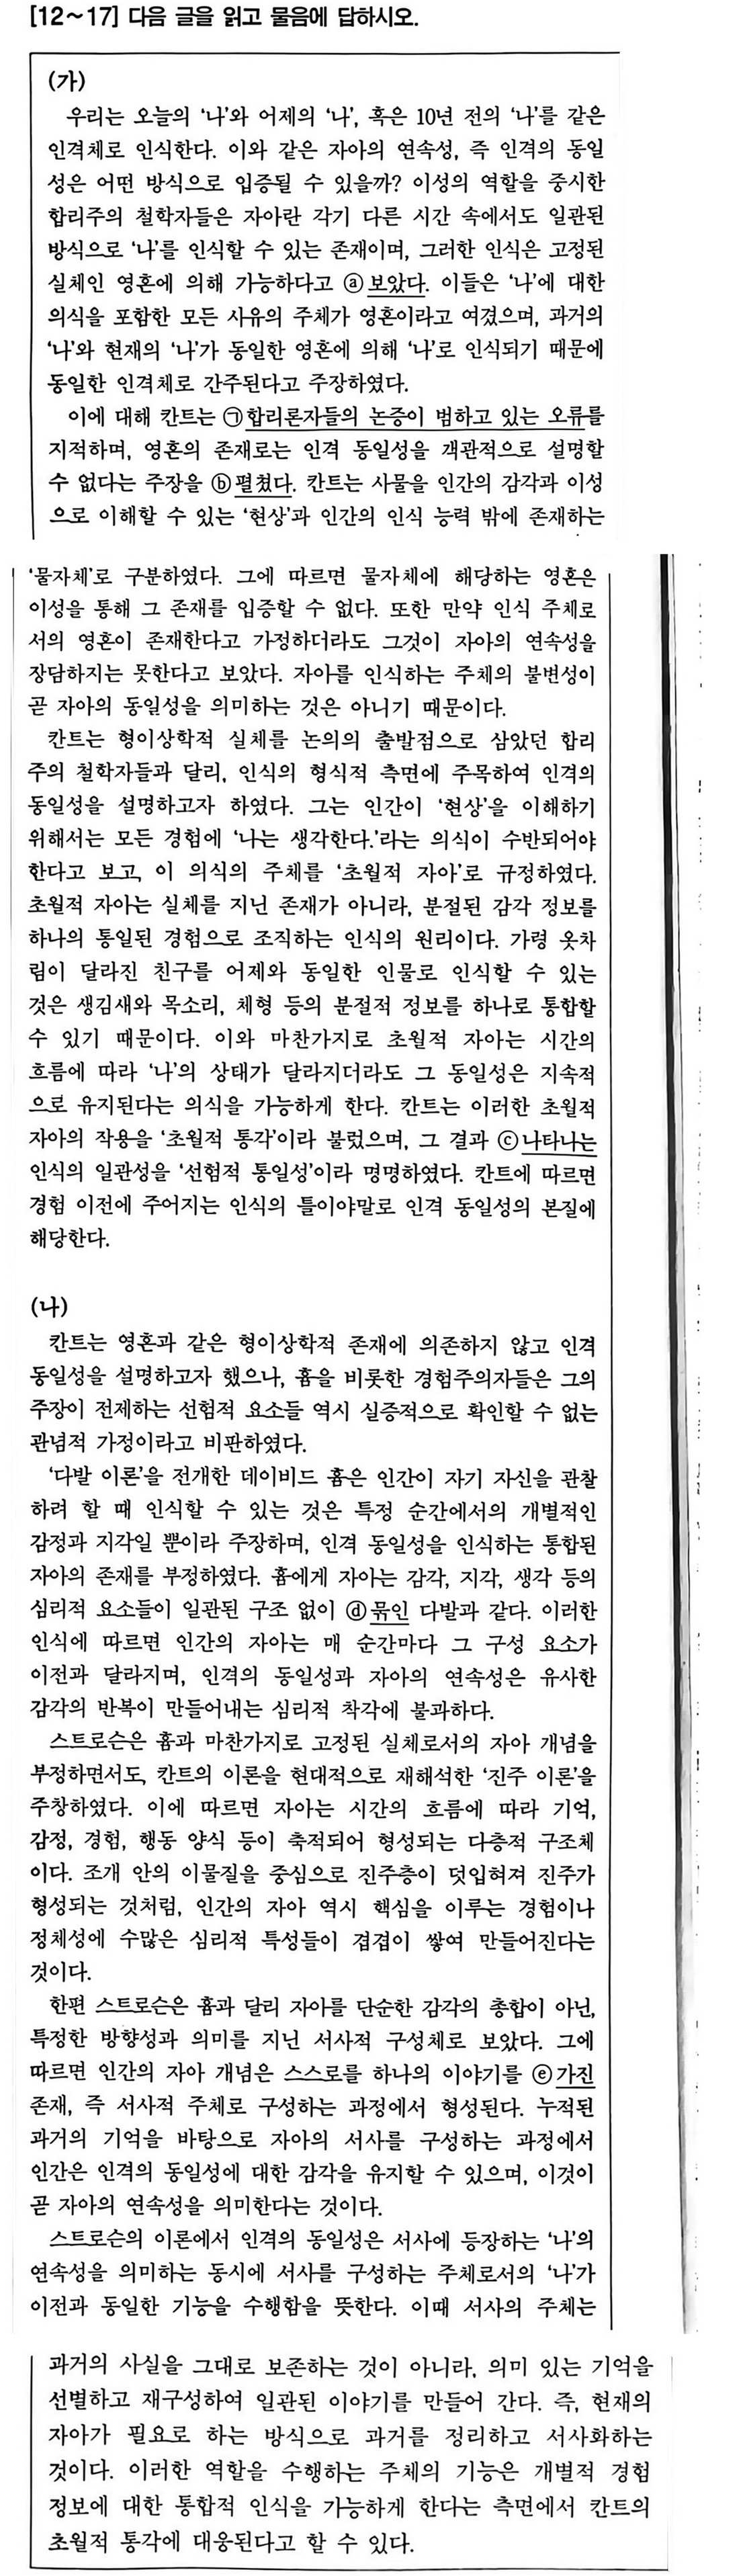 [12~17] 다음 글을 읽고 물음에 답하시오.
(가)
우리는 오늘의 ‘나’와 어제의 ‘나’, 혹은 10년 전의 ‘나’를 같은
인격체로 인식한다. 이와 같은 자아의 연속성, 즉 인격의 동일
성은 어떤 방식으로 입증될 수 있을까? 이성의 역할을 중시한
합리주의 철학자들은 자아란 각기 다른 시간 속에서도 일관된
방식으로 ‘나’를 인식할 수 있는 존재이며, 그러한 인식은 고정된
실체인 영혼에 의해 가능하다고 ⓐ보았다. 이들은 ‘나’에 대한
의식을 포함한 모든 사유의 주체가 영혼이라고 여겼으며, 과거의
‘나’와 현재의 ‘나’가 동일한 영혼에 의해 ‘나’로 인식되기 때문에
동일한 인격체로 간주된다고 주장하였다.
이에 대해 칸트는 ㉠합리론자들의 논증이 범하고 있는 오류를
지적하며, 영혼의 존재로는 인격 동일성을 객관적으로 설명할
수 없다는 주장을 ⓑ펼쳤다. 칸트는 사물을 인간의 감각과 이성
으로 이해할 수 있는 ‘현상’과 인간의 인식 능력 밖에 존재하는
‘물자체’로 구분하였다. 그에 따르면 물자체에 해당하는 영혼은
이성을 통해 그 존재를 입증할 수 없다. 또한 만약 인식 주체로
서의 영혼이 존재한다고 가정하더라도 그것이 자아의 연속성을
장담하지는 못한다고 보았다. 자아를 인식하는 주체의 불변성이
곧 자아의 동일성을 의미하는 것은 아니기 때문이다.
칸트는 형이상학적 실체를 논의의 출발점으로 삼았던 합리
주의 철학자들과 달리, 인식의 형식적 측면에 주목하여 인격의
동일성을 설명하고자 하였다. 그는 인간이 ‘현상’을 이해하기
위해서는 모든 경험에 ‘나는 생각한다.’라는 의식이 수반되어야
한다고 보고, 이 의식의 주체를 ‘초월적 자아’로 규정하였다.
초월적 자아는 실체를 지닌 존재가 아니라, 분절된 감각 정보를
하나의 통일된 경험으로 조직하는 인식의 원리이다. 가령 옷차
림이 달라진 친구를 어제와 동일한 인물로 인식할 수 있는
것은 생김새와 목소리, 체형 등의 분절적 정보를 하나로 통합할
수 있기 때문이다. 이와 마찬가지로 초월적 자아는 시간의
흐름에 따라 ‘나’의 상태가 달라지더라도 그 동일성은 지속적
으로 유지된다는 의식을 가능하게 한다. 칸트는 이러한 초월적
자아의 작용을 ‘초월적 통각’이라 불렀으며, 그 결과 ⓒ나타나는
인식의 일관성을 ‘선험적 통일성’이라 명명하였다. 칸트에 따르면
경험 이전에 주어지는 인식의 틀이야말로 인격 동일성의 본질에
해당한다.
(나)
칸트는 영혼과 같은 형이상학적 존재에 의존하지 않고 인격
동일성을 설명하고자 했으나, 흄을 비롯한 경험주의자들은 그의
주장이 전제하는 선험적 요소들 역시 실증적으로 확인할 수 없는
관념적 가정이라고 비판하였다.
‘다발 이론’을 전개한 데이비드 흄은 인간이 자기 자신을 관찰
하려 할 때 인식할 수 있는 것은 특정 순간에서의 개별적인
감정과 지각일 뿐이라 주장하며, 인격 동일성을 인식하는 통합된
자아의 존재를 부정하였다. 흄에게 자아는 감각, 지각, 생각 등의
심리적 요소들이 일관된 구조 없이 ⓓ묶인 다발과 같다. 이러한
인식에 따르면 인간의 자아는 매 순간마다 그 구성 요소가
이전과 달라지며, 인격의 동일성과 자아의 연속성은 유사한
감각의 반복이 만들어내는 심리적 착각에 불과하다.
스트로슨은 흄과 마찬가지로 고정된 실체로서의 자아 개념을
부정하면서도, 칸트의 이론을 현대적으로 재해석한 ‘진주 이론’을
주창하였다. 이에 따르면 자아는 시간의 흐름에 따라 기억,
감정, 경험, 행동 양식 등이 축적되어 형성되는 다층적 구조체
이다. 조개 안의 이물질을 중심으로 진주층이 덧입혀져 진주가
형성되는 것처럼, 인간의 자아 역시 핵심을 이루는 경험이나
정체성에 수많은 심리적 특성들이 겹겹이 쌓여 만들어진다는
것이다.
한편 스트로슨은 흄과 달리 자아를 단순한 감각의 총합이 아닌,
특정한 방향성과 의미를 지닌 서사적 구성체로 보았다. 그에
따르면 인간의 자아 개념은 스스로를 하나의 이야기를 ⓔ가진
존재, 즉 서사적 주체로 구성하는 과정에서 형성된다. 누적된
과거의 기억을 바탕으로 자아의 서사를 구성하는 과정에서
인간은 인격의 동일성에 대한 감각을 유지할 수 있으며, 이것이
곧 자아의 연속성을 의미한다는 것이다.
스트로슨의 이론에서 인격의 동일성은 서사에 등장하는 ‘나’의
연속성을 의미하는 동시에 서사를 구성하는 주체로서의 ‘나’가
이전과 동일한 기능을 수행함을 뜻한다. 이때 서사의 주체는
과거의 사실을 그대로 보존하는 것이 아니라, 의미 있는 기억을
선별하고 재구성하여 일관된 이야기를 만들어 간다. 즉, 현재의
자아가 필요로 하는 방식으로 과거를 정리하고 서사화하는
것이다. 이러한 역할을 수행하는 주체의 기능은 개별적 경험
정보에 대한 통합적 인식을 가능하게 한다는 측면에서 칸트의
초월적 통각에 대응된다고 할 수 있다.